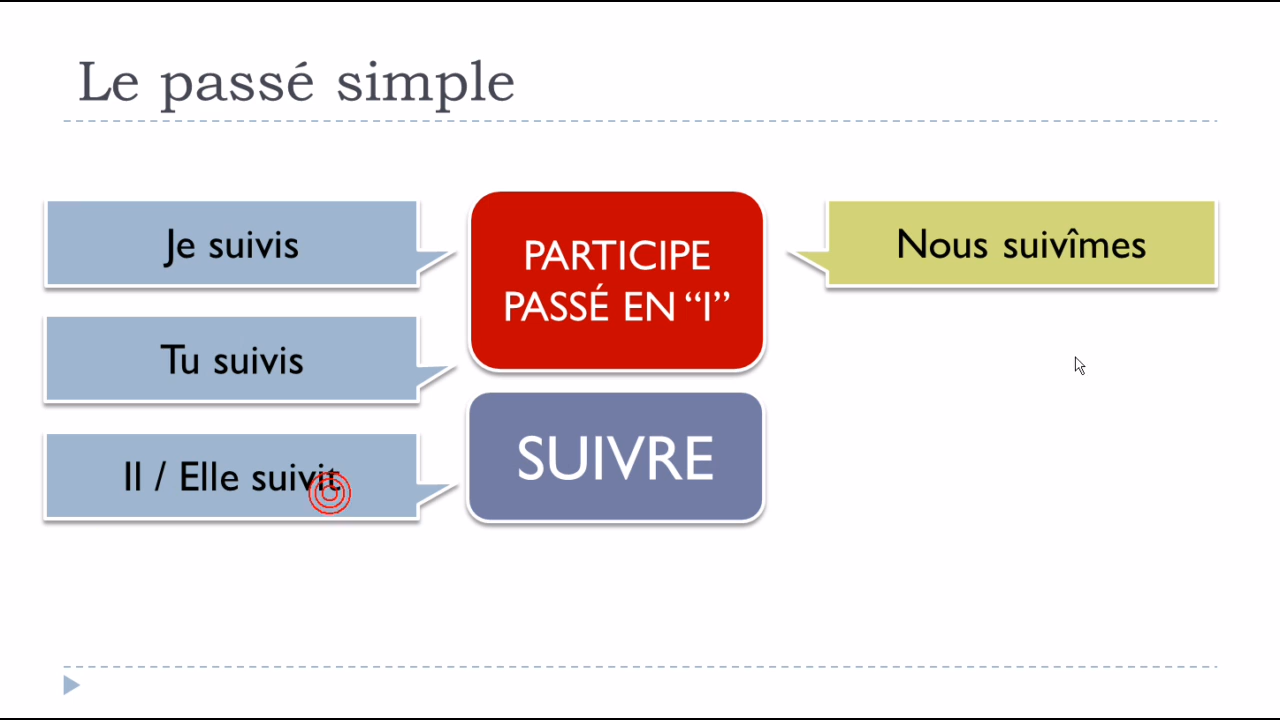 Le passé simple
Je suivis
Tu suivis
Il / Elle suivit
PARTICIPE
PASSÉ EN “I”
SUIVRE
Nous suivîmes